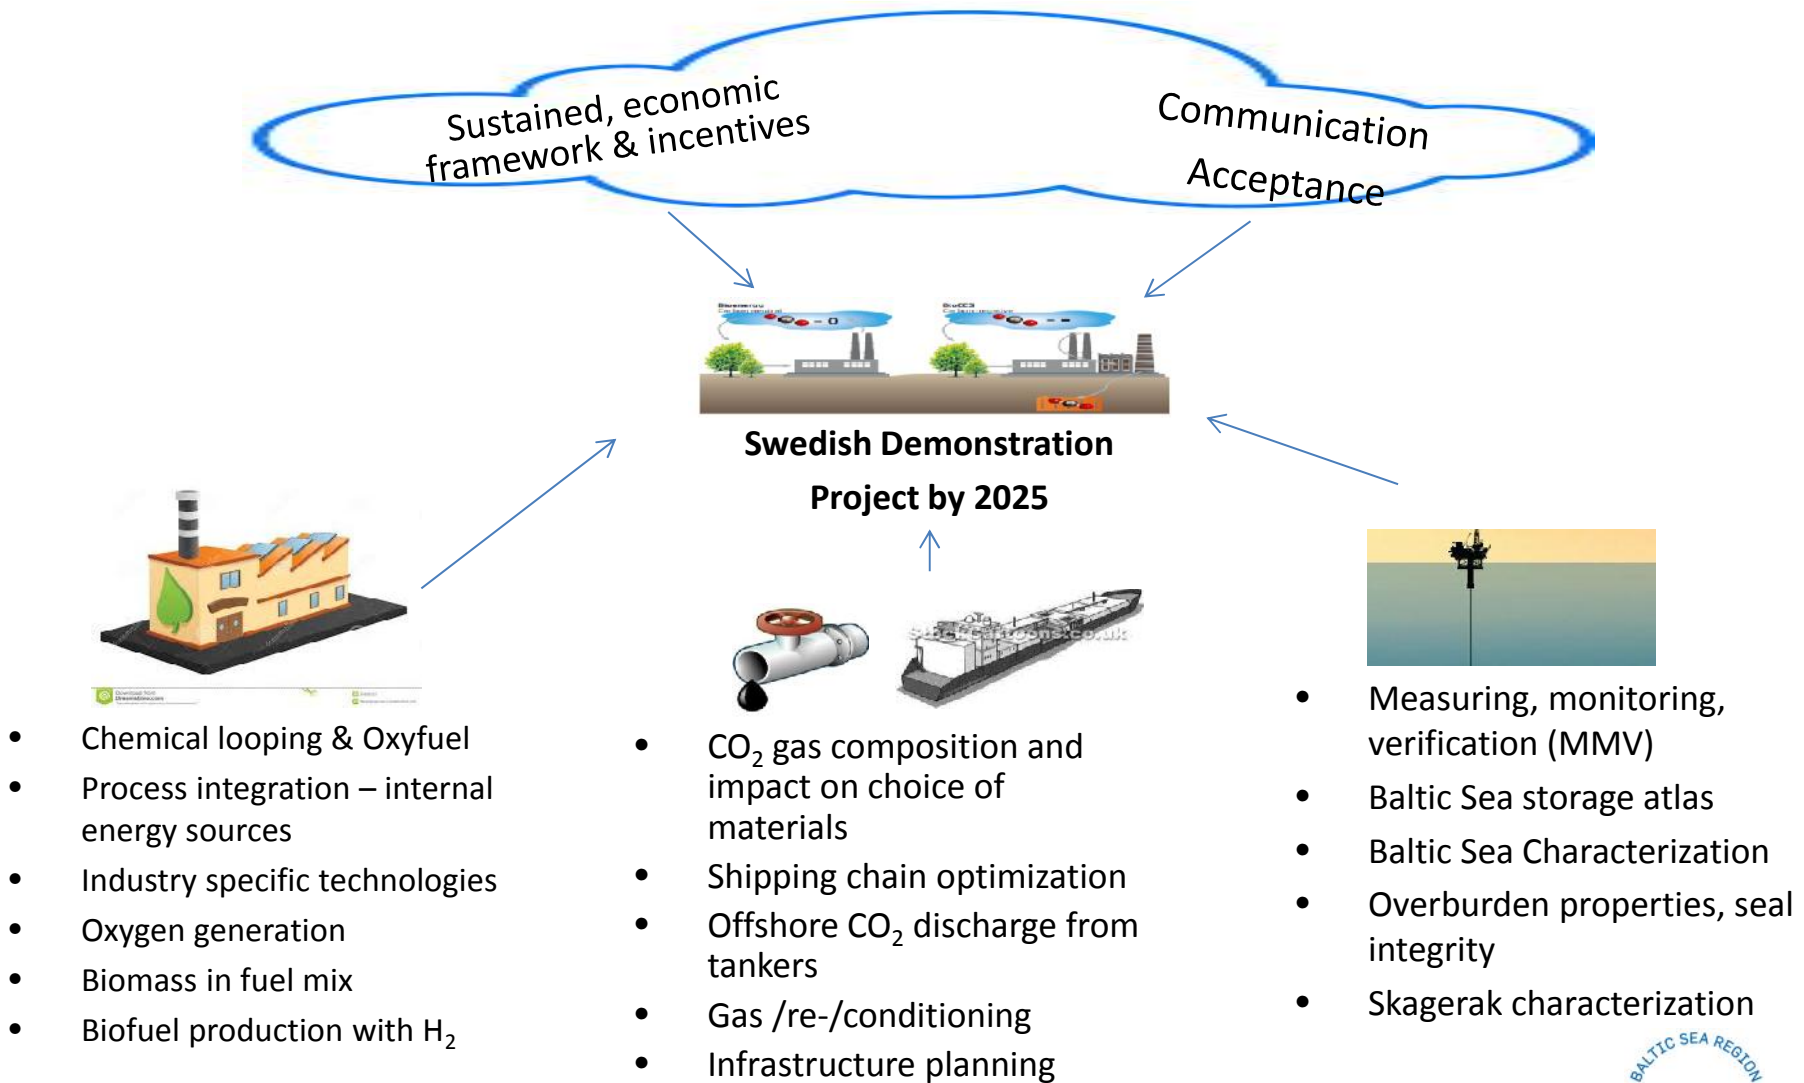 Sustained, economic
framework & incentives
Communication
Acceptance
Swedish Demonstration
Project by 2025
StockCartoons.co.uk
• Chemical looping & Oxyfuel
• Process integration – internal
energy sources
• Industry specific technologies
• Oxygen generation
• Biomass in fuel mix
• Biofuel production with H₂
• CO₂ gas composition and
impact on choice of
materials
• Shipping chain optimization
• Offshore CO₂ discharge from
tankers
• Gas /re-/conditioning
• Infrastructure planning
• Measuring, monitoring,
verification (MMV)
• Baltic Sea storage atlas
• Baltic Sea Characterization
• Overburden properties, seal
integrity
• Skagerak characterization
BALTIC SEA REGION